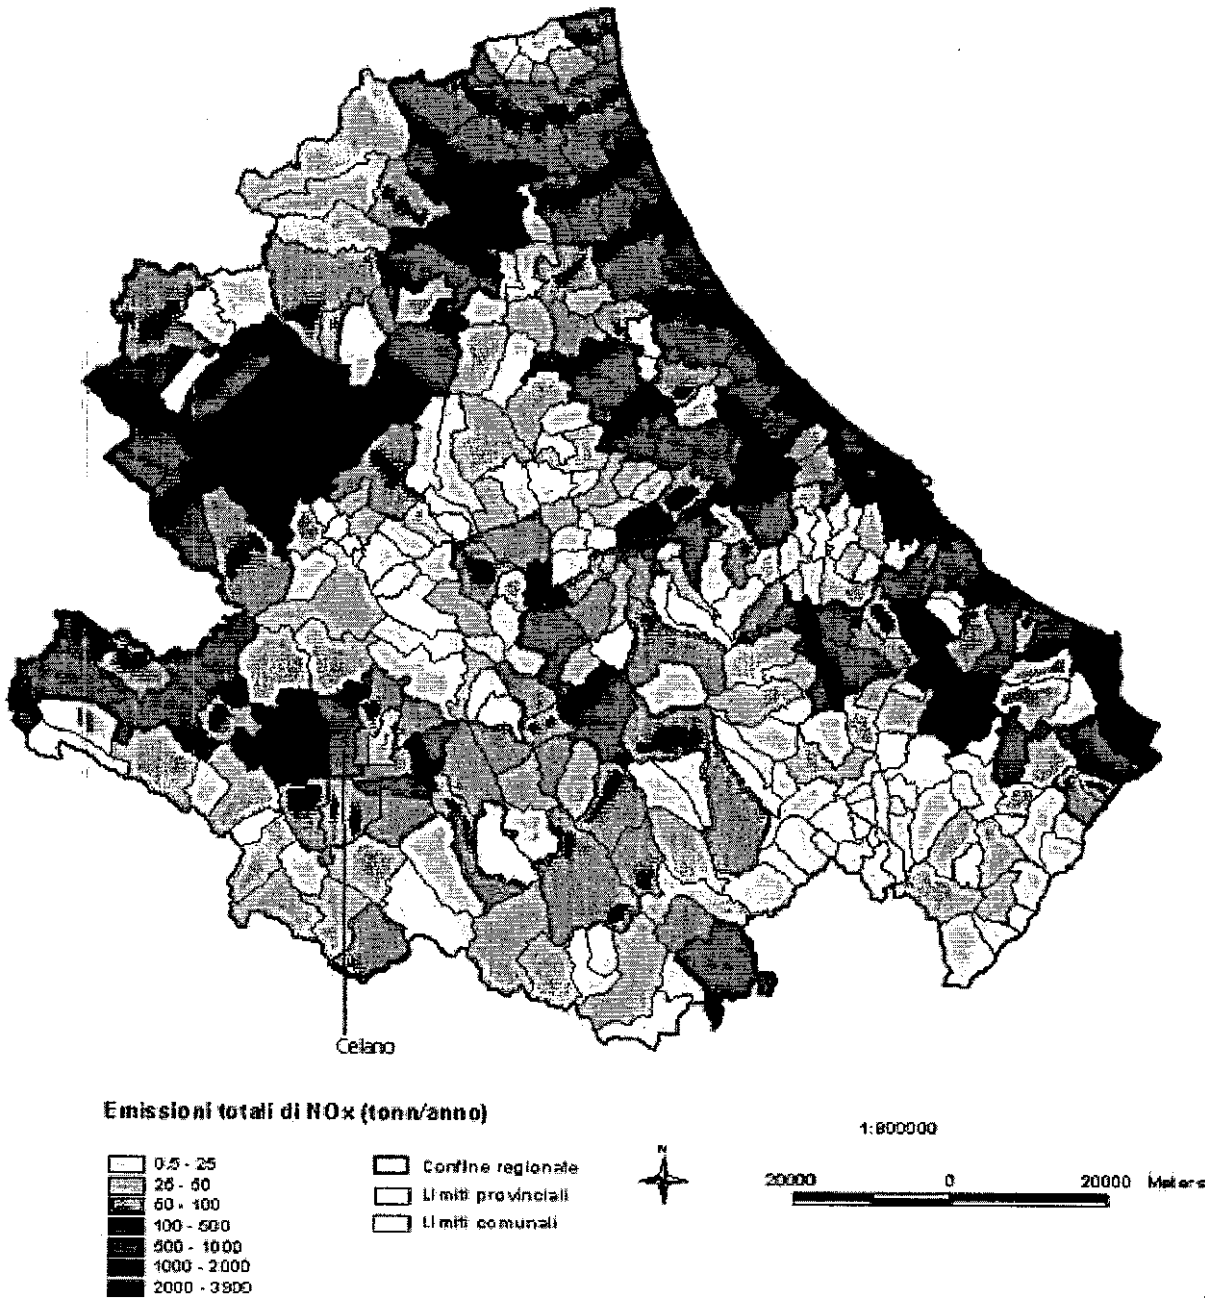 Celano
Emissioni totali di NOx (tonn/anno)
0.5 - 25
25 - 50
50 - 100
100 - 500
500 - 1000
1000 - 2000
2000 - 3900
Confine regionale
Limiti provinciali
Limiti comunali
N
1:800000
20000 0 20000 Meters